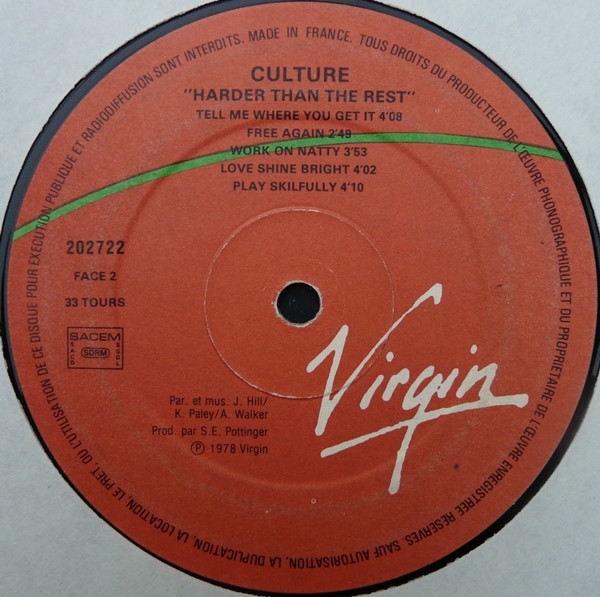 CULTURE
"HARDER THAN THE REST"
TELL ME WHERE YOU GET IT 4'08
FREE AGAIN 2'49
WORK ON NATTY 3'53
LOVE SHINE BRIGHT 4'02
PLAY SKILFULLY 4'10
202722
FACE 2
33 TOURS
SACEM
SACD
SDRM
SGDL
Par. et mus. J. Hill/
K. Paley/A. Walker
Prod. par S.E. Pottinger
Ⓟ 1978 Virgin
Virgin
MADE IN FRANCE. TOUS DROITS DU PRODUCTEUR DE L'ŒUVRE PHONOGRAPHIQUE ET DU PROPRIETAIRE DE L'ŒUVRE ENREGISTREE RESERVES. SAUF AUTORISATION, LA DUPLICATION, LA LOCATION, LE PRET, OU L'UTILISATION DE CE DISQUE POUR EXECUTION PUBLIQUE ET RADIODIFFUSION SONT INTERDITS.